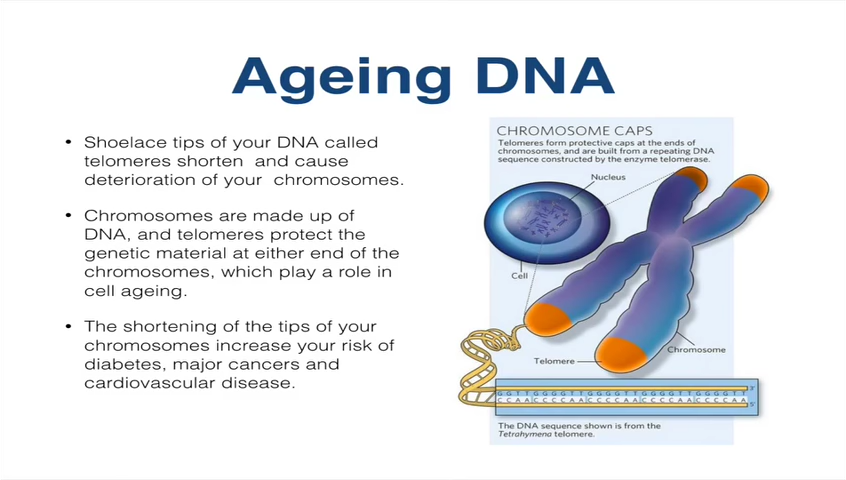 Ageing DNA
• Shoelace tips of your DNA called
telomeres shorten and cause
deterioration of your chromosomes.
• Chromosomes are made up of
DNA, and telomeres protect the
genetic material at either end of the
chromosomes, which play a role in
cell ageing.
• The shortening of the tips of your
chromosomes increase your risk of
diabetes, major cancers and
cardiovascular disease.
CHROMOSOME CAPS
Telomeres form protective caps at the ends of
chromosomes, and are built from a repeating DNA
sequence constructed by the enzyme telomerase.
Nucleus
Cell
Chromosome
Telomere
GGTTGGGGTTGGGGTTGGGGTTGGGGTT 3'
CCAACCCCAACCCCAACCCCAACCCCAA 5'
The DNA sequence shown is from the
Tetrahymena telomere.